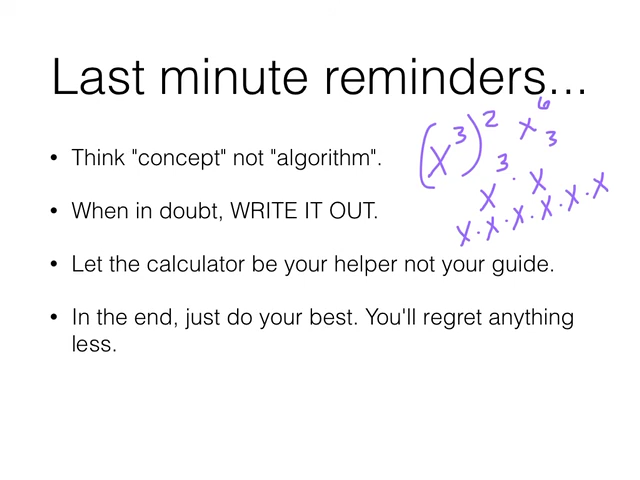 Last minute reminders...
(x³)² x⁶
• Think "concept" not "algorithm".
x³ · x³
• When in doubt, WRITE IT OUT.
x·x·x·x·x·x
• Let the calculator be your helper not your guide.
• In the end, just do your best. You'll regret anything
less.